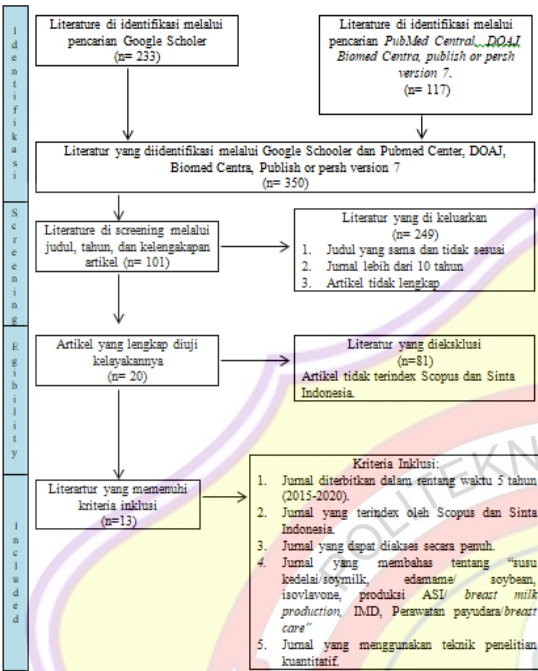 Identifikasi
Literature di identifikasi melalui
pencarian Google Scholer
(n= 233)
Literature di identifikasi melalui
pencarian PubMed Central, DOAJ
Biomed Centra, publish or persh
version 7.
(n= 117)
Literatur yang diidentifikasi melalui Google Schooler dan Pubmed Center, DOAJ,
Biomed Centra, Publish or persh version 7
(n= 350)
Screening
Literature di screening melalui
judul, tahun, dan kelengakapan
artikel (n= 101)
Literatur yang di keluarkan
(n= 249)
1. Judul yang sama dan tidak sesuai
2. Jurnal lebih dari 10 tahun
3. Artikel tidak lengkap
Egibility
Artikel yang lengkap diuji
kelayakannya
(n= 20)
Literatur yang dieksklusi
(n=81)
Artikel tidak terindex Scopus dan Sinta
Indonesia.
Included
Literartur yang memenuhi
kriteria inklusi
(n=13)
Kriteria Inklusi:
1. Jurnal diterbitkan dalam rentang waktu 5 tahun
(2015-2020).
2. Jurnal yang terindex oleh Scopus dan Sinta
Indonesia.
3. Jurnal yang dapat diakses secara penuh.
4. Jurnal yang membahas tentang “susu
kedelai/soymilk, edamame/ soybean,
isovlavone, produksi ASI/ breast milk
production, IMD, Perawatan payudara/breast
care”
5. Jurnal yang menggunakan teknik penelitian
kuantitatif.
POLITEKN